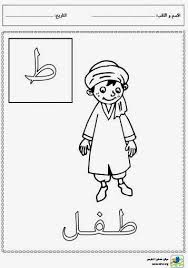 الاسم و اللقب: ............ التاريخ: ............
ط
طفل